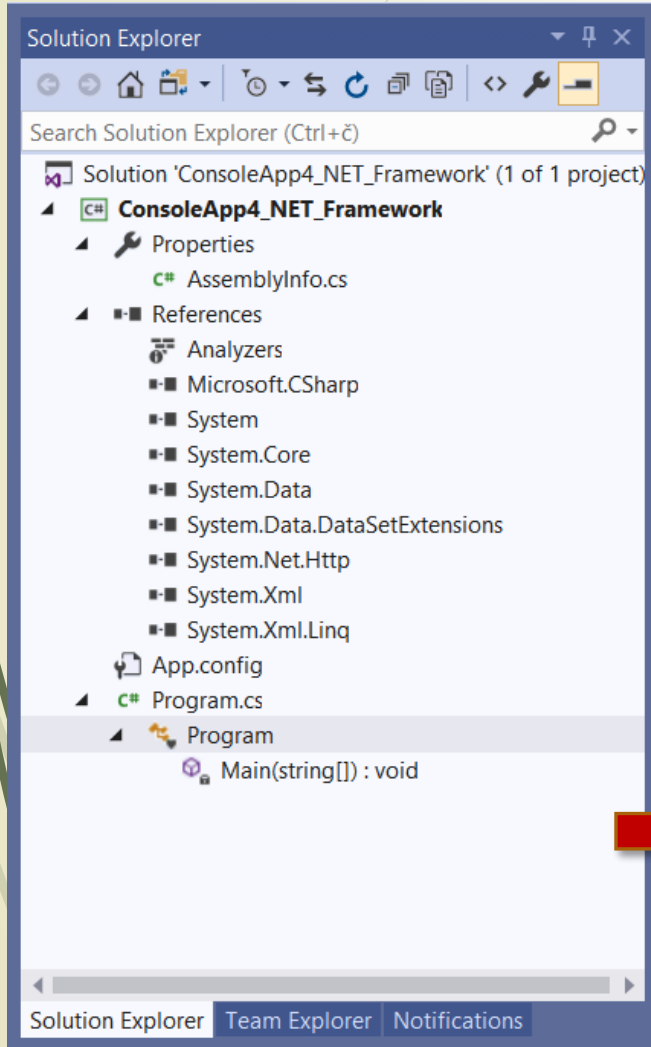 Solution Explorer
Search Solution Explorer (Ctrl+č)
Solution 'ConsoleApp4_NET_Framework' (1 of 1 project)
C# ConsoleApp4_NET_Framework
Properties
C# AssemblyInfo.cs
References
Analyzers
Microsoft.CSharp
System
System.Core
System.Data
System.Data.DataSetExtensions
System.Net.Http
System.Xml
System.Xml.Linq
App.config
C# Program.cs
Program
Main(string[]) : void
Solution Explorer Team Explorer Notifications